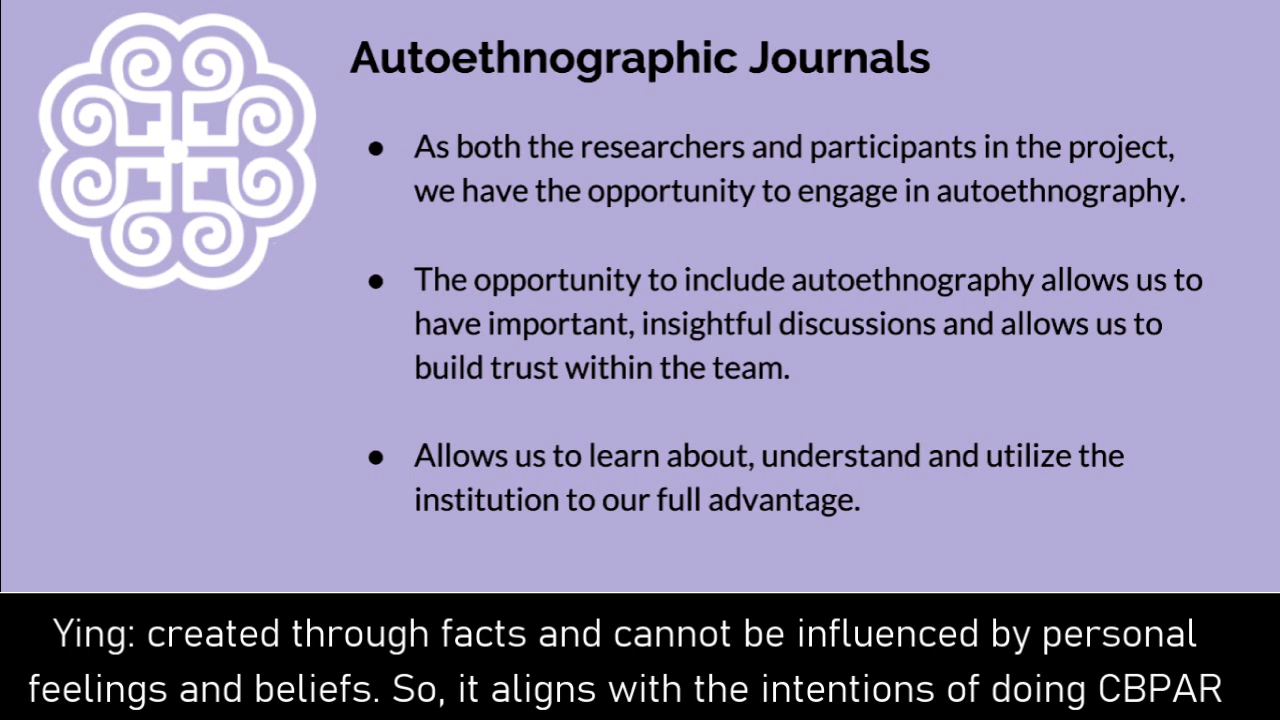 Autoethnographic Journals
● As both the researchers and participants in the project,
we have the opportunity to engage in autoethnography.
● The opportunity to include autoethnography allows us to
have important, insightful discussions and allows us to
build trust within the team.
● Allows us to learn about, understand and utilize the
institution to our full advantage.
Ying: created through facts and cannot be influenced by personal
feelings and beliefs. So, it aligns with the intentions of doing CBPAR